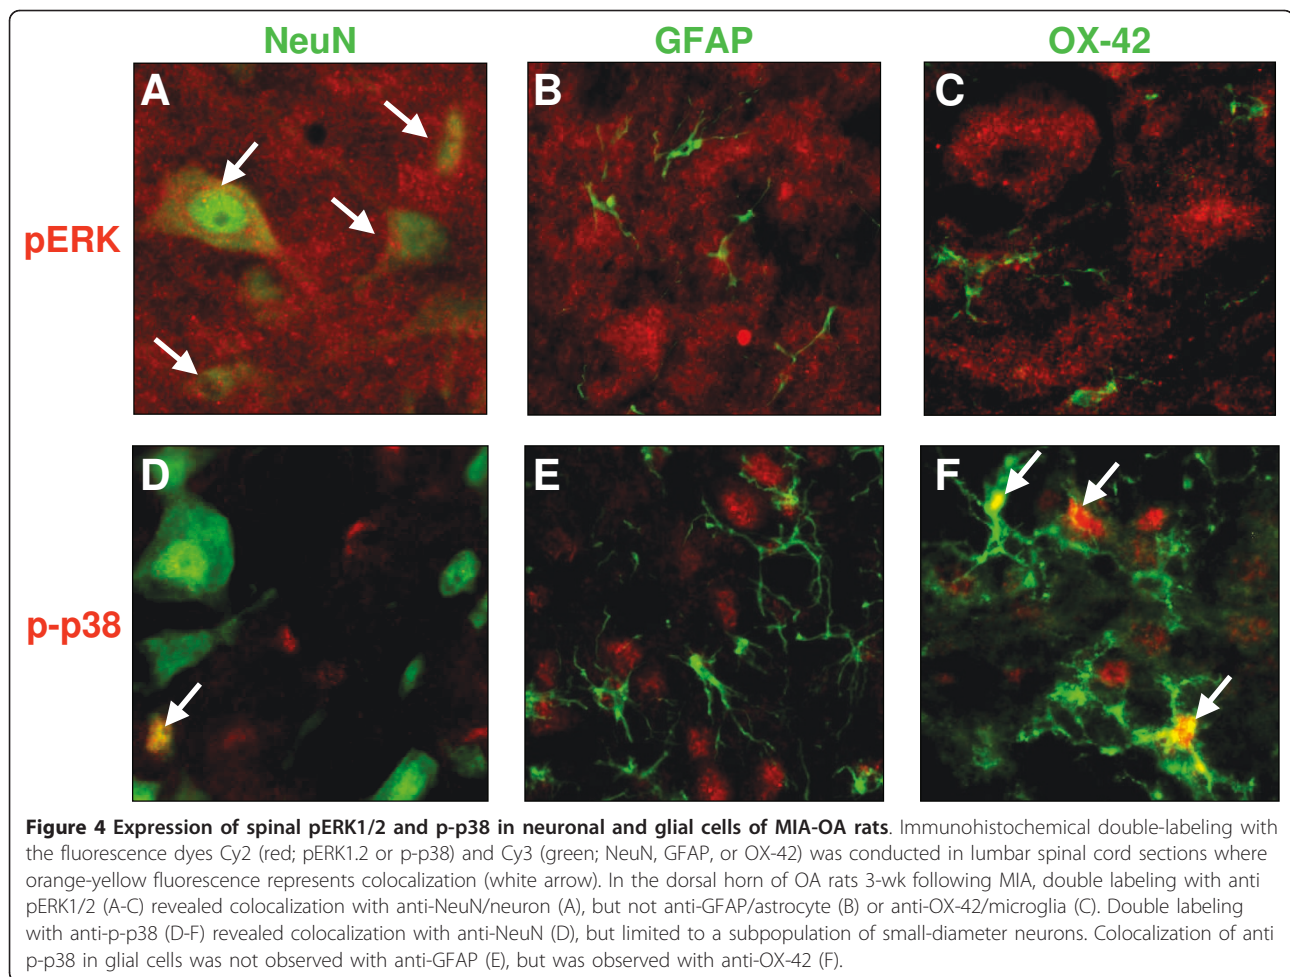 NeuN GFAP OX-42
A B C
pERK
D E F
p-p38
Figure 4 Expression of spinal pERK1/2 and p-p38 in neuronal and glial cells of MIA-OA rats. Immunohistochemical double-labeling with
the fluorescence dyes Cy2 (red; pERK1.2 or p-p38) and Cy3 (green; NeuN, GFAP, or OX-42) was conducted in lumbar spinal cord sections where
orange-yellow fluorescence represents colocalization (white arrow). In the dorsal horn of OA rats 3-wk following MIA, double labeling with anti
pERK1/2 (A-C) revealed colocalization with anti-NeuN/neuron (A), but not anti-GFAP/astrocyte (B) or anti-OX-42/microglia (C). Double labeling
with anti-p-p38 (D-F) revealed colocalization with anti-NeuN (D), but limited to a subpopulation of small-diameter neurons. Colocalization of anti
p-p38 in glial cells was not observed with anti-GFAP (E), but was observed with anti-OX-42 (F).